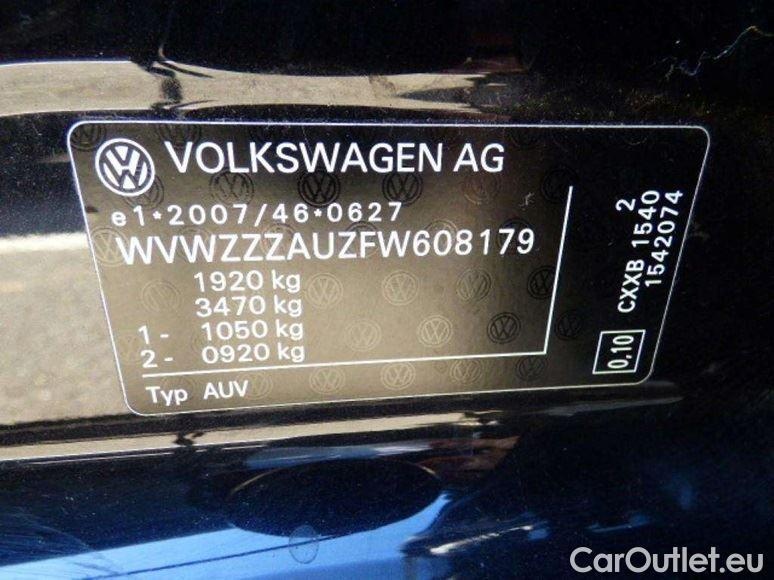 VOLKSWAGEN AG
e1*2007/46*0627
WVWZZZAUZFW608179
1920 kg
3470 kg
1- 1050 kg
2- 0920 kg
Typ AUV
2
CXXB 1540
1542074
0,10
CarOutlet.eu